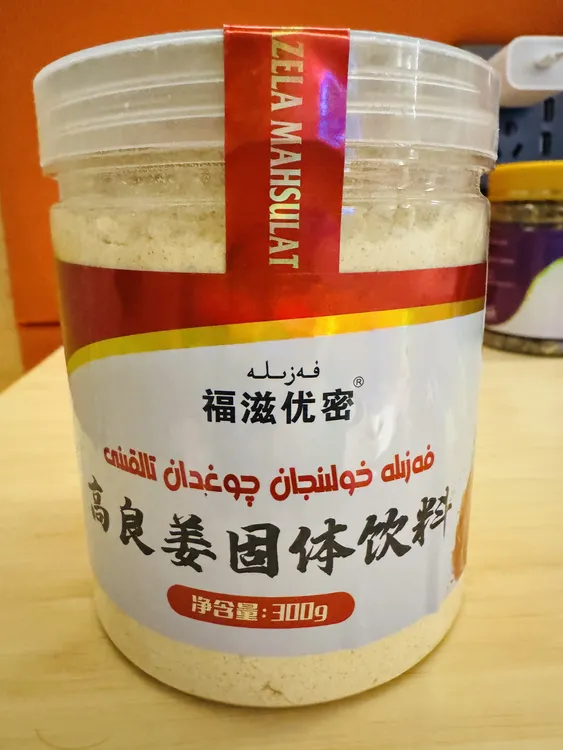 ZELA MAHSULAT
فەزىلە
福滋优密®
فەزىلە خولىنجان چوغدان تالقىنى
高良姜固体饮料
净含量:300g